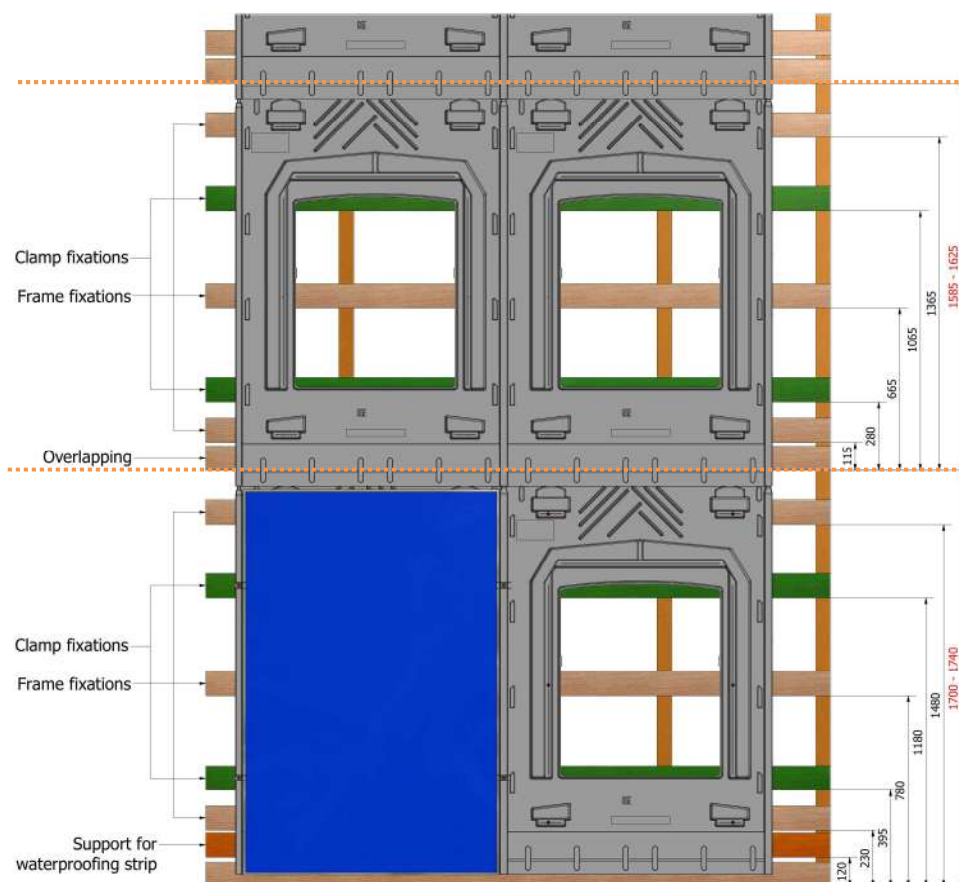 Clamp fixations
Frame fixations
Overlapping
115
280
665
1065
1365
1585 - 1625
Clamp fixations
Frame fixations
Support for
waterproofing strip
120
230
395
780
1180
1480
1700 - 1740